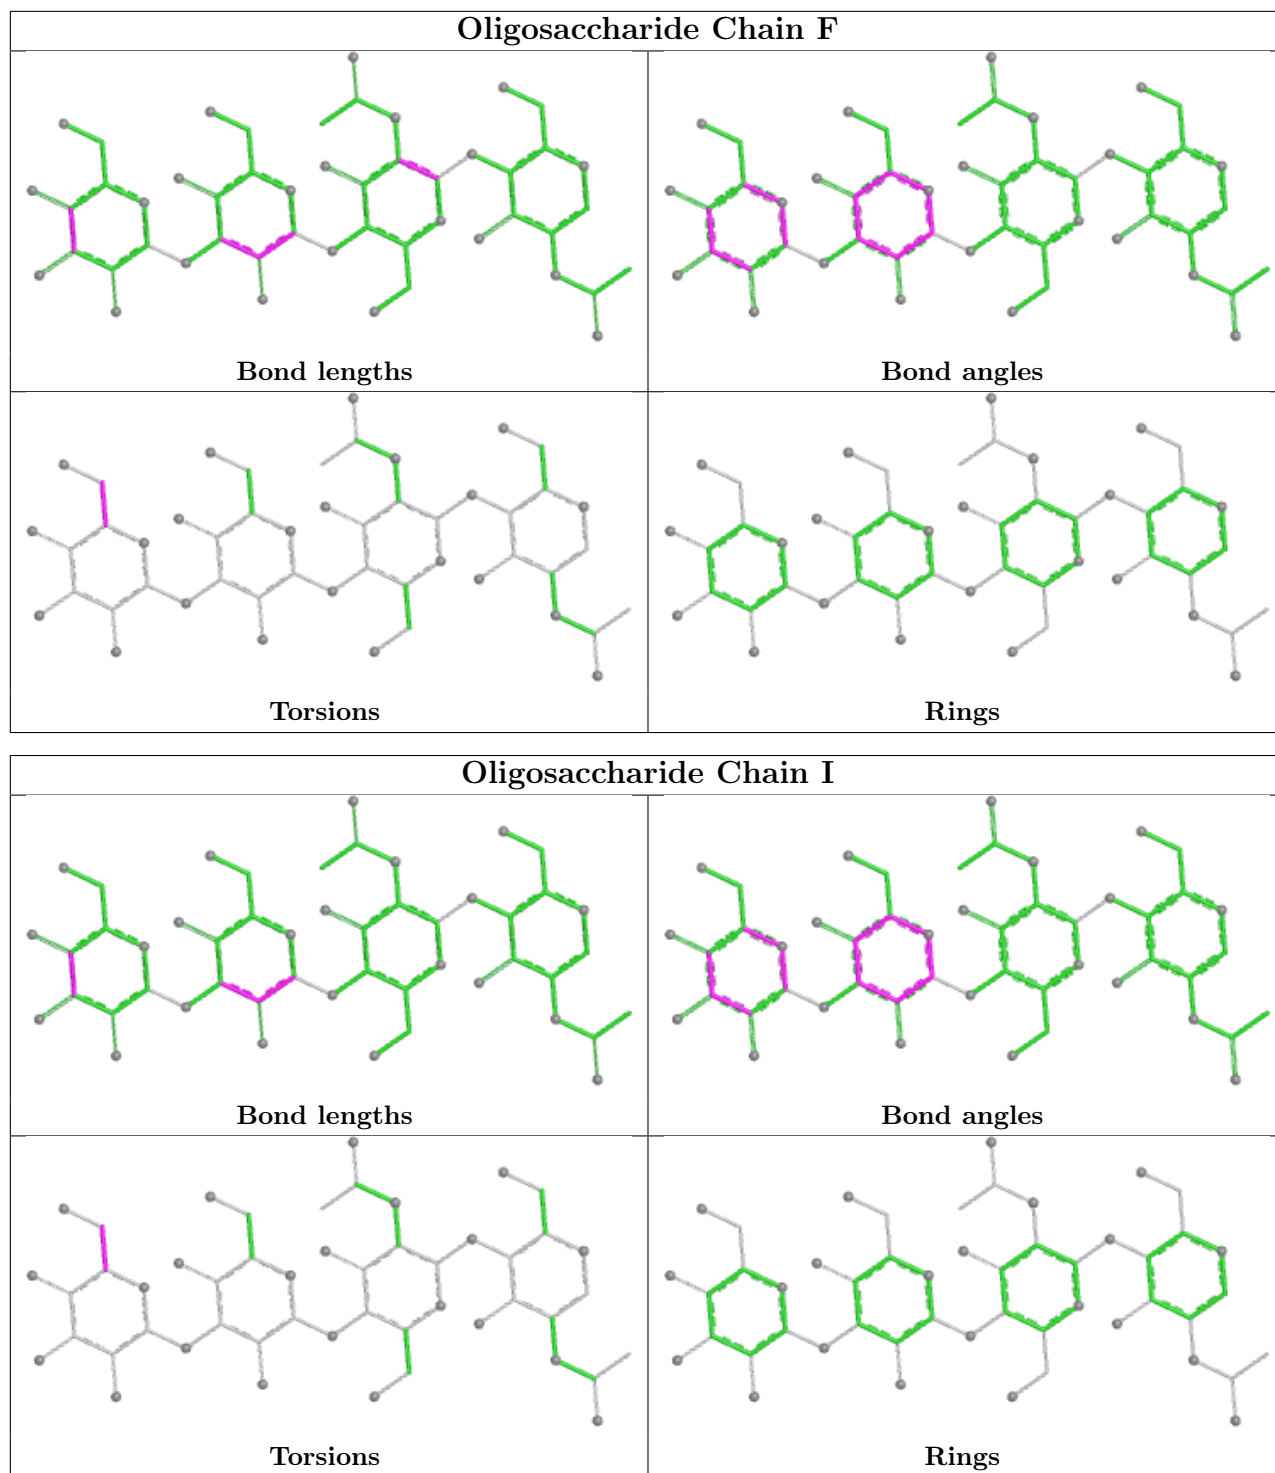 Oligosaccharide Chain F
Bond lengths
Bond angles
Torsions
Rings
Oligosaccharide Chain I
Bond lengths
Bond angles
Torsions
Rings